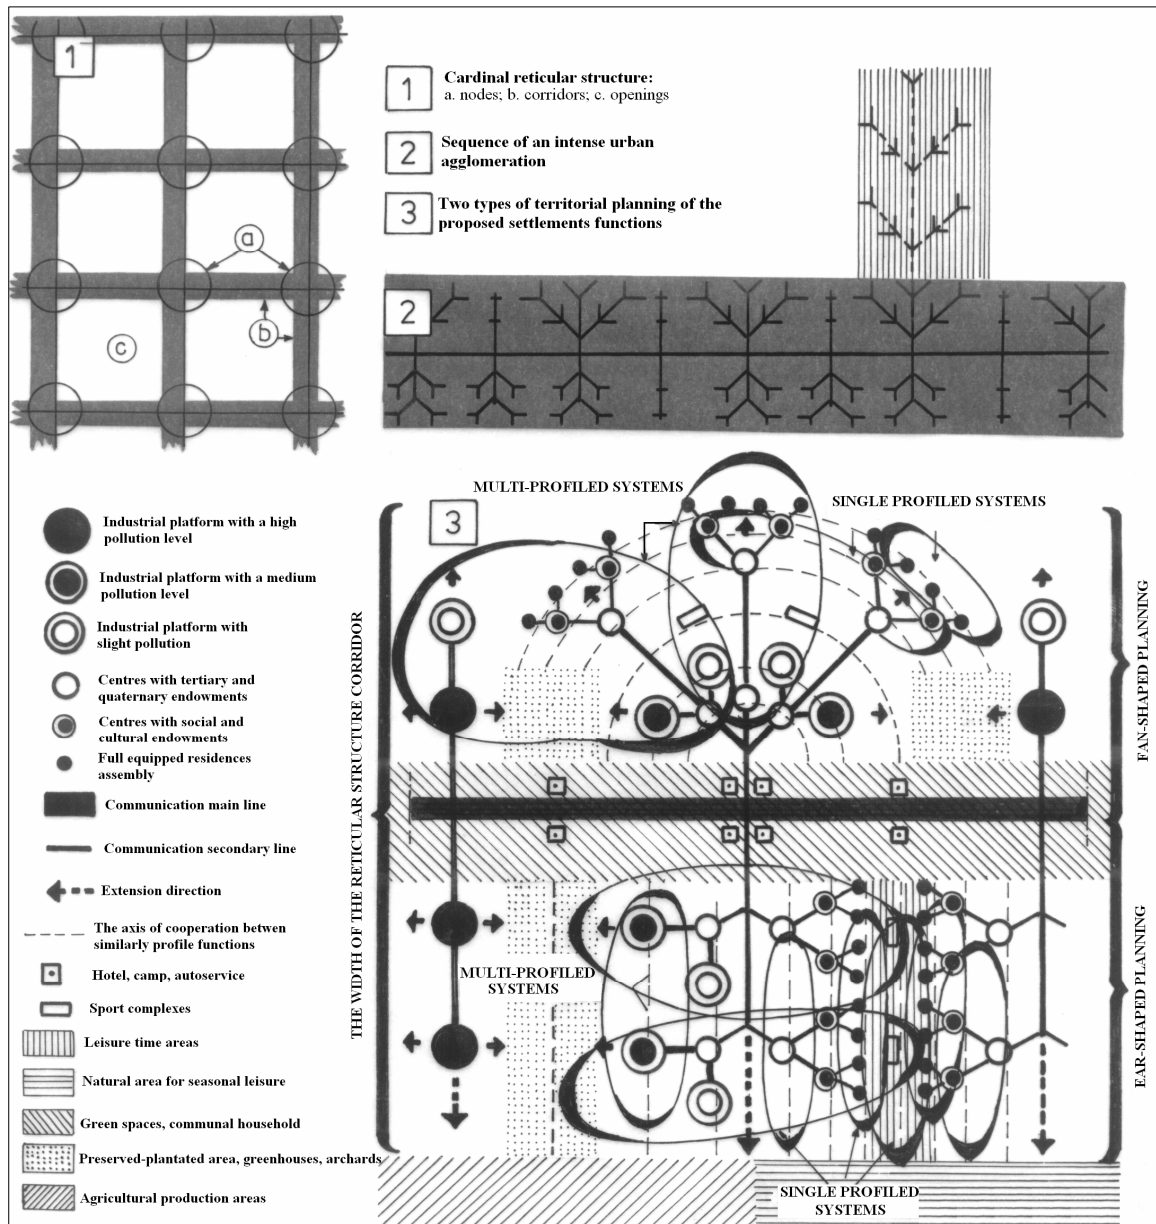 1
a
b
c
1
Cardinal reticular structure:
a. nodes; b. corridors; c. openings
2
Sequence of an intense urban
agglomeration
3
Two types of territorial planning of the
proposed settlements functions
2
Industrial platform with a high
pollution level
Industrial platform with a medium
pollution level
Industrial platform with
slight pollution
Centres with tertiary and
quaternary endowments
Centres with social and
cultural endowments
Full equipped residences
assembly
Communication main line
Communication secondary line
Extension direction
The axis of cooperation betwen
similarly profile functions
Hotel, camp, autoservice
Sport complexes
Leisure time areas
Natural area for seasonal leisure
Green spaces, communal household
Preserved-plantated area, greenhouses, archards
Agricultural production areas
THE WIDTH OF THE RETICULAR STRUCTURE CORRIDOR
3
MULTI-PROFILED SYSTEMS
SINGLE PROFILED SYSTEMS
FAN-SHAPED PLANNING
MULTI-PROFILED
SYSTEMS
EAR-SHAPED PLANNING
SINGLE PROFILED
SYSTEMS